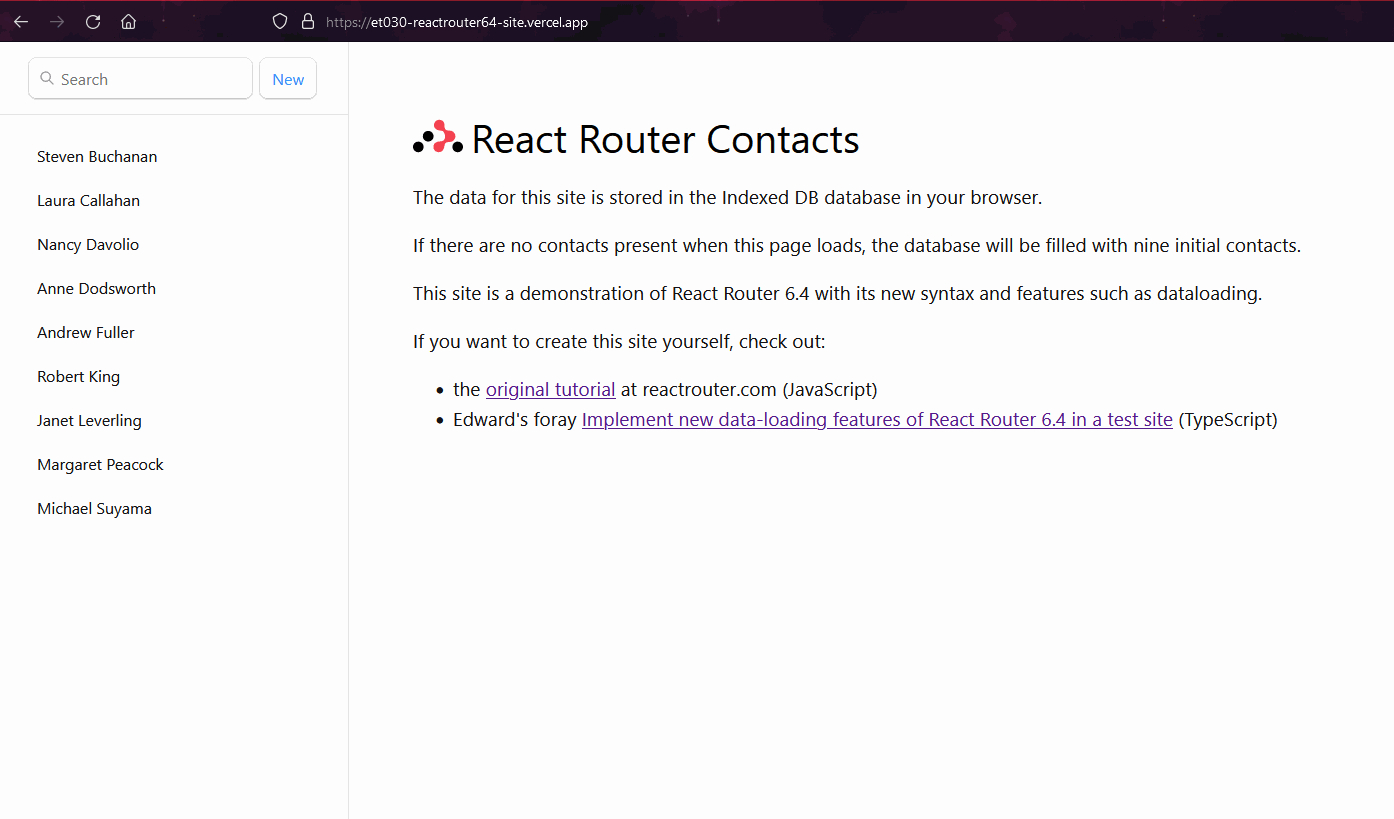 https://et030-reactrouter64-site.vercel.app
Search
New
Steven Buchanan
Laura Callahan
Nancy Davolio
Anne Dodsworth
Andrew Fuller
Robert King
Janet Leverling
Margaret Peacock
Michael Suyama
React Router Contacts
The data for this site is stored in the Indexed DB database in your browser.
If there are no contacts present when this page loads, the database will be filled with nine initial contacts.
This site is a demonstration of React Router 6.4 with its new syntax and features such as dataloading.
If you want to create this site yourself, check out:
the original tutorial at reactrouter.com (JavaScript)
Edward's foray Implement new data-loading features of React Router 6.4 in a test site (TypeScript)